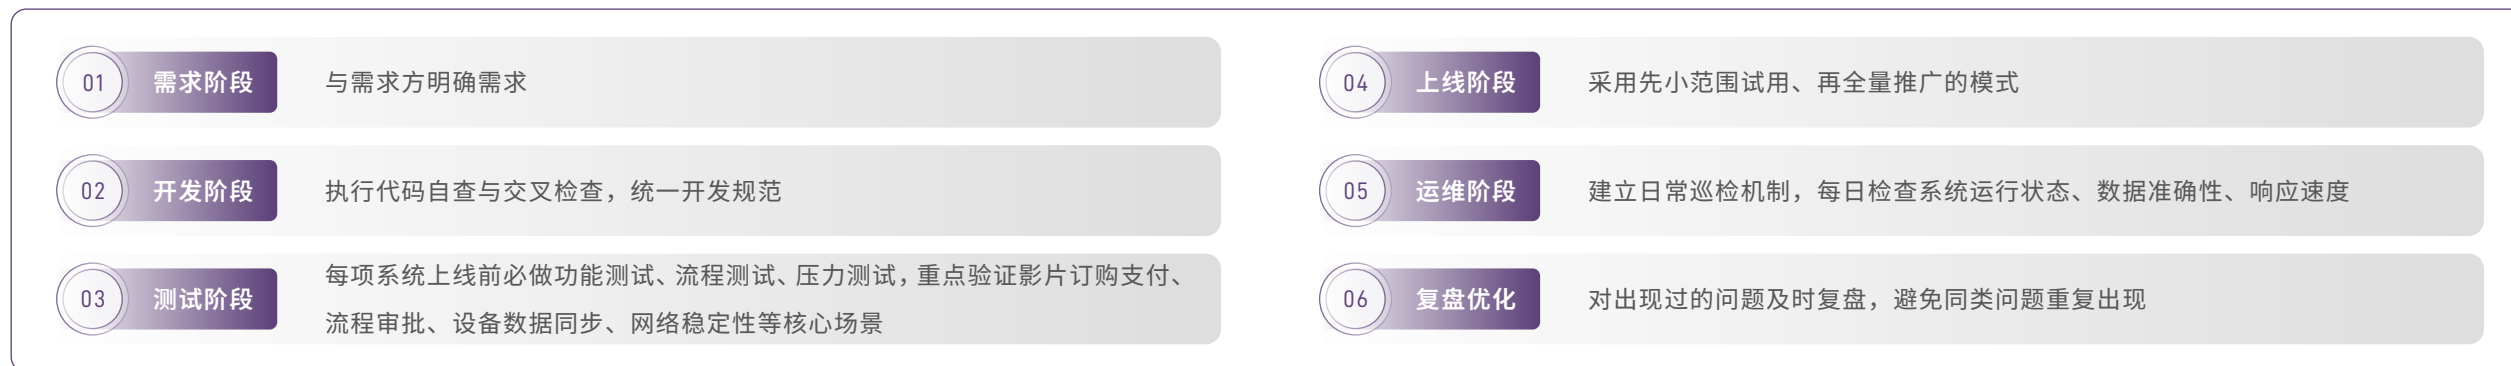 01 需求阶段 与需求方明确需求
02 开发阶段 执行代码自查与交叉检查，统一开发规范
03 测试阶段 每项系统上线前必做功能测试、流程测试、压力测试，重点验证影片订购支付、
流程审批、设备数据同步、网络稳定性等核心场景
04 上线阶段 采用先小范围试用、再全量推广的模式
05 运维阶段 建立日常巡检机制，每日检查系统运行状态、数据准确性、响应速度
06 复盘优化 对出现过的问题及时复盘，避免同类问题重复出现